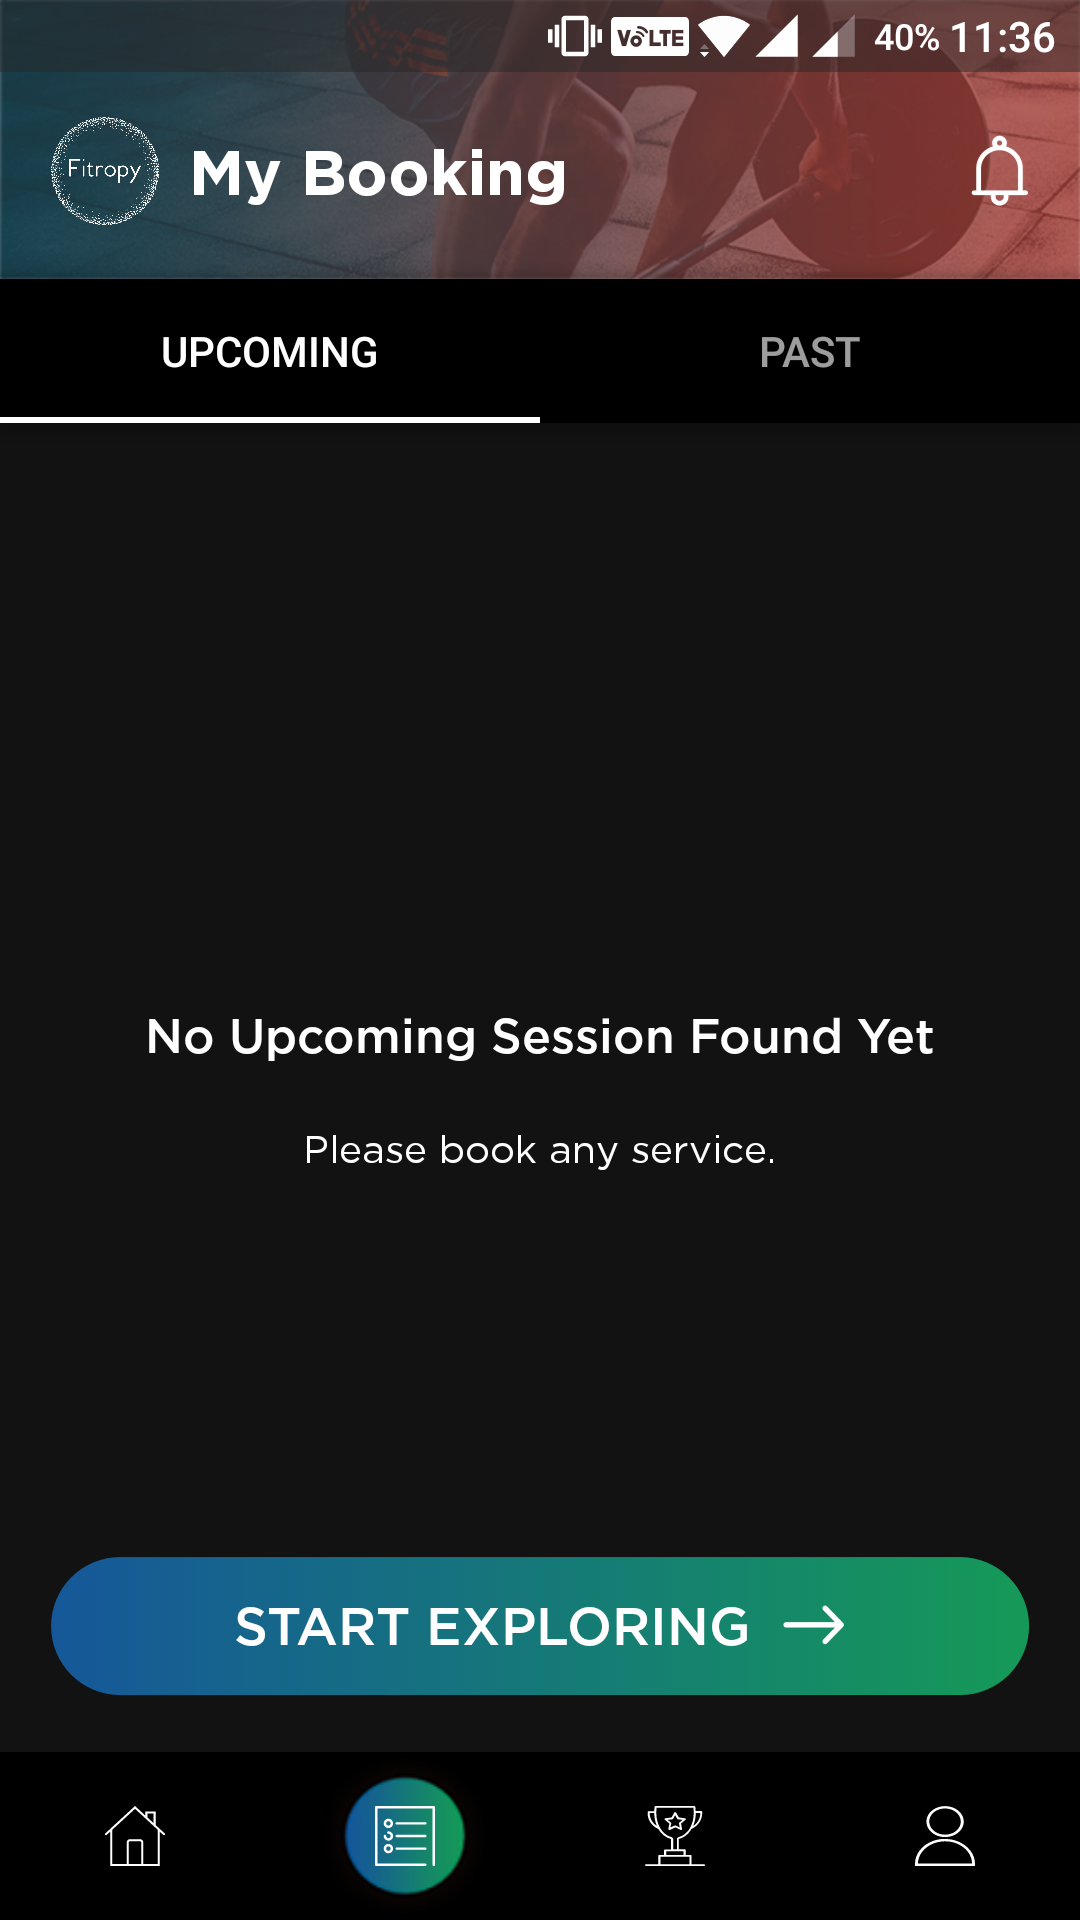 VoLTE 40% 11:36
Fitropy
My Booking
UPCOMING
PAST
No Upcoming Session Found Yet
Please book any service.
START EXPLORING